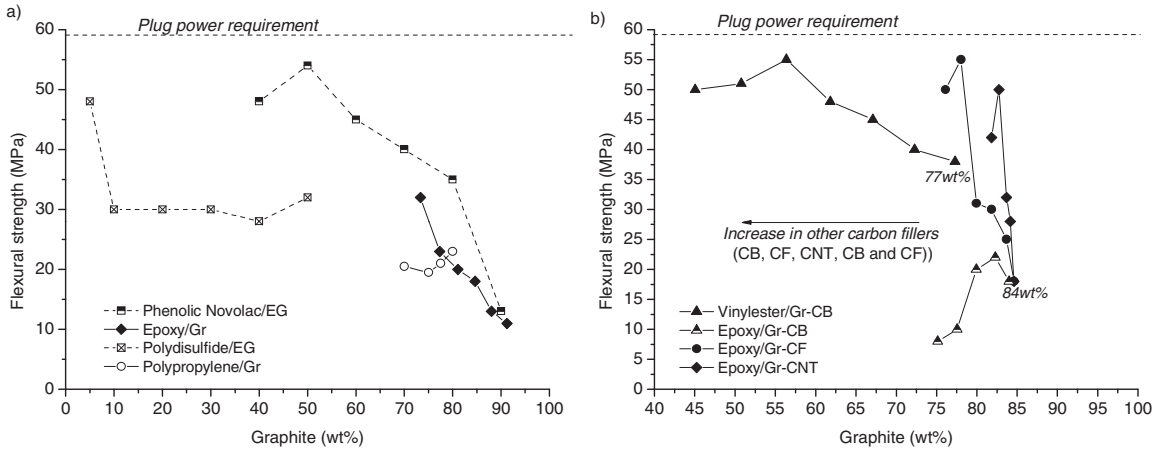 a)
Plug power requirement
60
50
40
30
20
10
0
Flexural strength (MPa)
Phenolic Novolac/EG
Epoxy/Gr
Polydisulfide/EG
Polypropylene/Gr
0 10 20 30 40 50 60 70 80 90 100
Graphite (wt%)
b)
Plug power requirement
60
55
50
45
40
35
30
25
20
15
10
5
0
Flexural strength (MPa)
77wt%
Increase in other carbon fillers
(CB, CF, CNT, CB and CF))
84wt%
Vinylester/Gr-CB
Epoxy/Gr-CB
Epoxy/Gr-CF
Epoxy/Gr-CNT
40 45 50 55 60 65 70 75 80 85 90 95 100
Graphite (wt%)